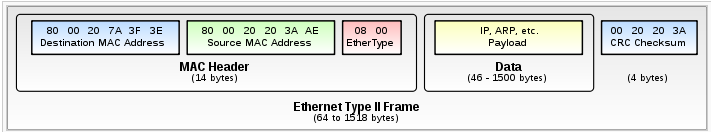 80 00 20 7A 3F 3E
Destination MAC Address
80 00 20 20 3A AE
Source MAC Address
08 00
EtherType
IP, ARP, etc.
Payload
00 20 20 3A
CRC Checksum
MAC Header
(14 bytes)
Data
(46 - 1500 bytes)
(4 bytes)
Ethernet Type II Frame
(64 to 1518 bytes)